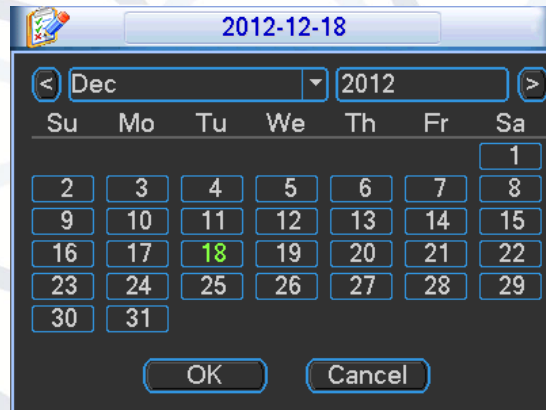 2012-12-18
< Dec 2012 >
Su Mo Tu We Th Fr Sa
1
2 3 4 5 6 7 8
9 10 11 12 13 14 15
16 17 18 19 20 21 22
23 24 25 26 27 28 29
30 31
OK Cancel